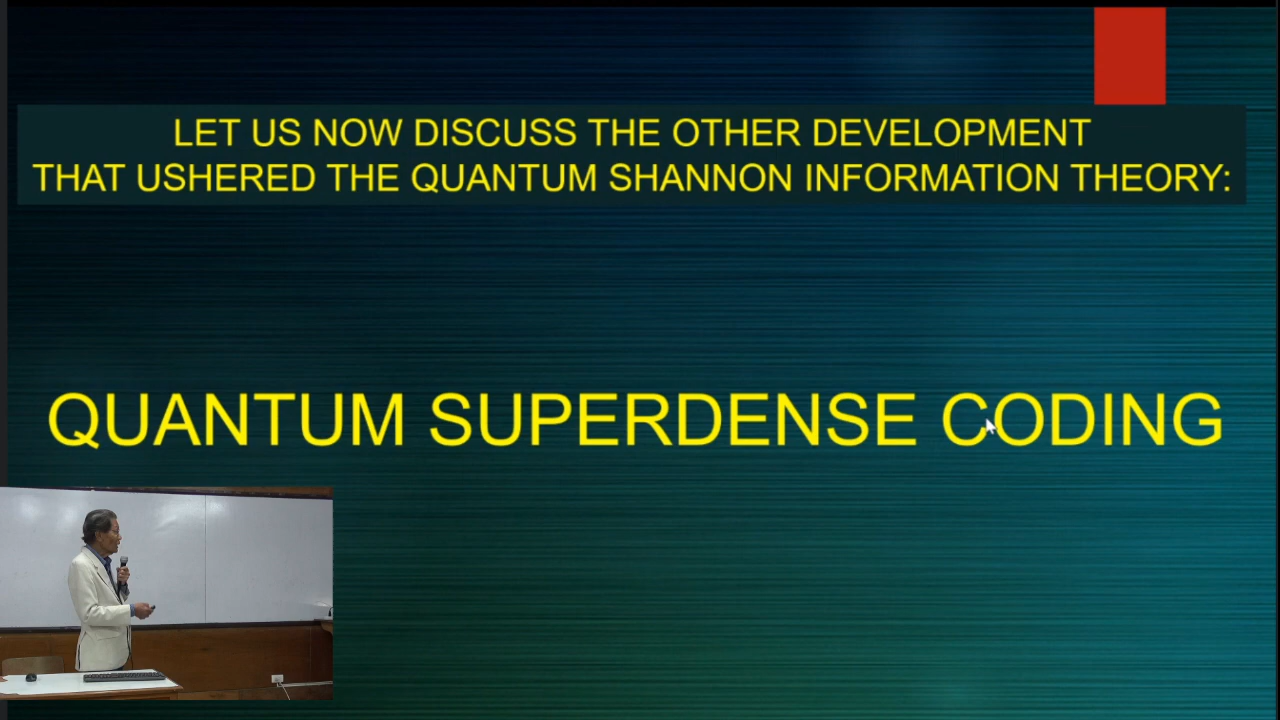 LET US NOW DISCUSS THE OTHER DEVELOPMENT
THAT USHERED THE QUANTUM SHANNON INFORMATION THEORY:
QUANTUM SUPERDENSE CODING